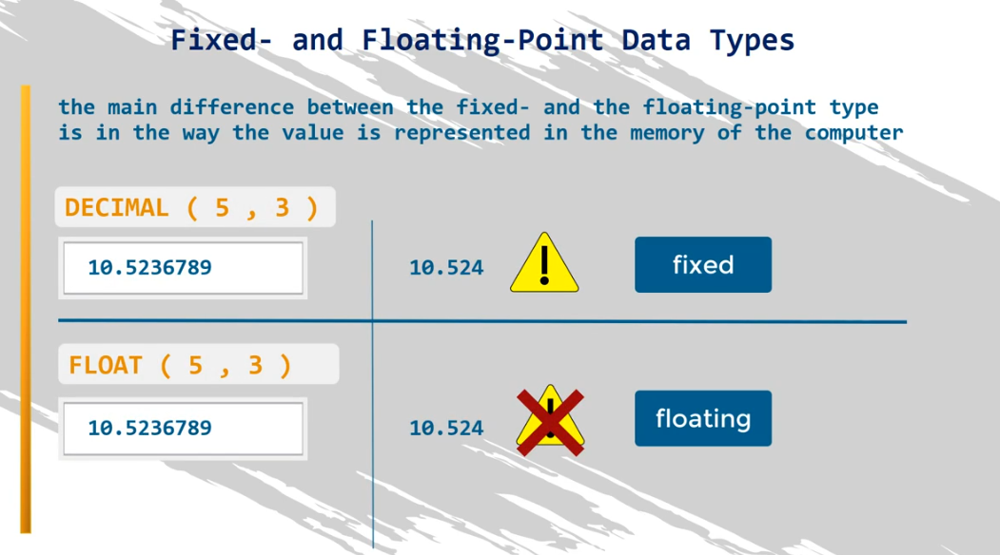 Fixed- and Floating-Point Data Types
the main difference between the fixed- and the floating-point type
is in the way the value is represented in the memory of the computer
DECIMAL ( 5 , 3 )
10.5236789
10.524
!
fixed
FLOAT ( 5 , 3 )
10.5236789
10.524
!
floating